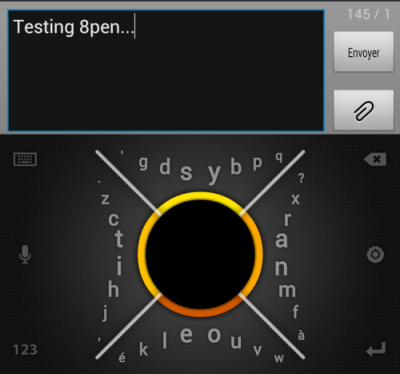 145 / 1
Testing 8pen...
Envoyer
' g d s y b p q
. ?
z x
c r
t a
i n
h m
j f
, à
é k l e o u v w
123